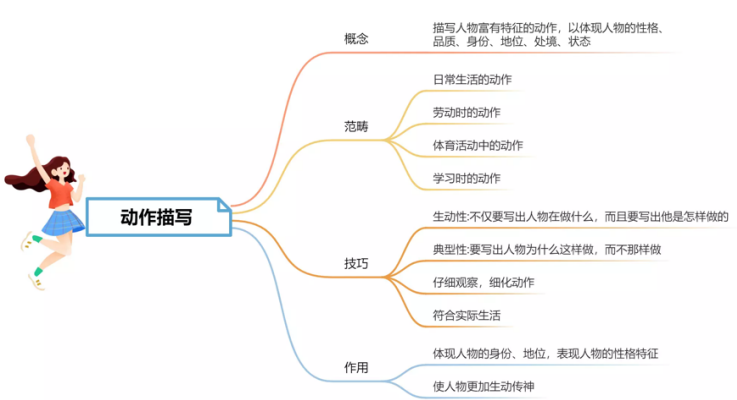 动作描写
概念
描写人物富有特征的动作，以体现人物的性格、
品质、身份、地位、处境、状态
范畴
日常生活的动作
劳动时的动作
体育活动中的动作
学习时的动作
技巧
生动性:不仅要写出人物在做什么，而且要写出他是怎样做的
典型性:要写出人物为什么这样做，而不那样做
仔细观察，细化动作
符合实际生活
作用
体现人物的身份、地位，表现人物的性格特征
使人物更加生动传神